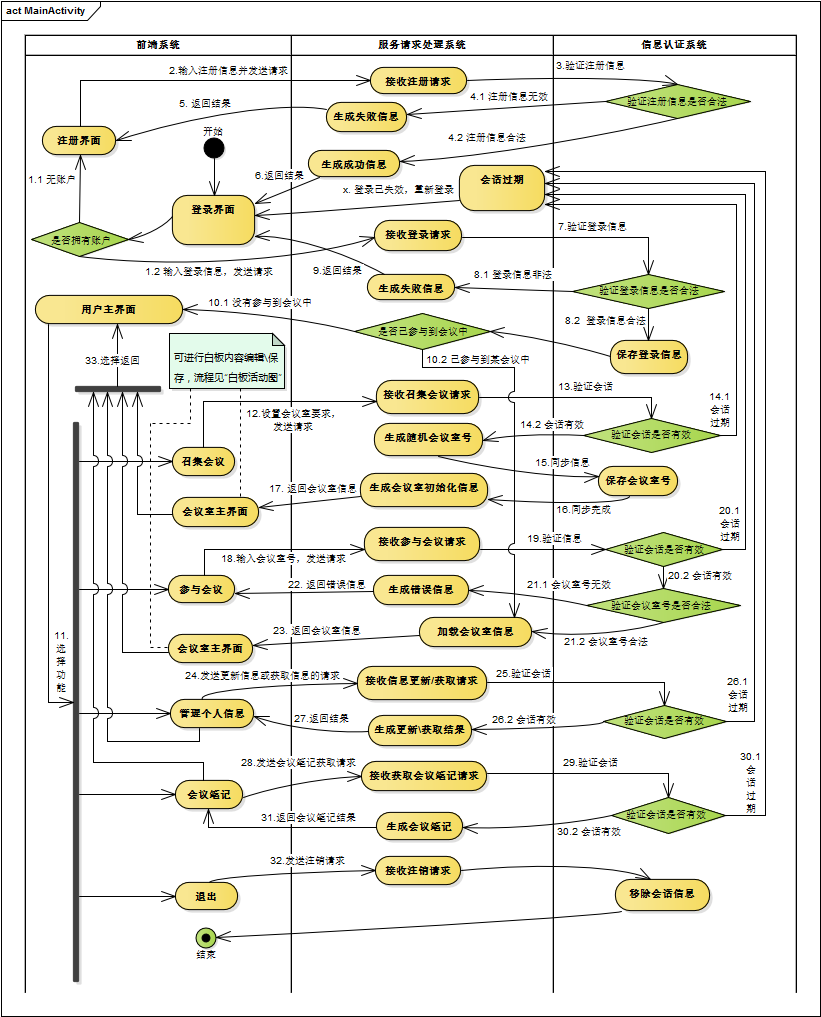 act MainActivity
前端系统
服务请求处理系统
信息认证系统
2.输入注册信息并发送请求
3.验证注册信息
接收注册请求
4.1 注册信息无效
验证注册信息是否合法
5. 返回结果
生成失败信息
开始
注册界面
4.2 注册信息合法
1.1 无账户
6.返回结果
生成成功信息
x. 登录已失效，重新登录
会话过期
登录界面
7.验证登录信息
是否拥有账户
接收登录请求
1.2 输入登录信息，发送请求
9.返回结果
8.1 登录信息非法
生成失败信息
验证登录信息是否合法
10.1 没有参与到会议中
用户主界面
8.2 登录信息合法
是否已参与到会议中
33.选择返回
可进行白板内容编辑\保
存，流程见“白板活动图”
10.2 已参与到某会议中
保存登录信息
13.验证会话
接收召集会议请求
14.1
会话
过期
12.设置会议室要求，
发送请求
14.2 会话有效
生成随机会议室号
验证会话是否有效
召集会议
15.同步信息
保存会议室号
17. 返回会议室信息
生成会议室初始化信息
16.同步完成
会议室主界面
20.1
会话
过期
接收参与会议请求
19.验证信息
18.输入会议室号，发送请求
验证会话是否有效
20.2 会话有效
参与会议
22. 返回错误信息
生成错误信息
21.1 会议室号无效
验证会议室号是否合法
23. 返回会议室信息
加载会议室信息
21.2 会议室号合法
11.
选
择
功
能
会议室主界面
24.发送更新信息或获取信息的请求
接收信息更新/获取请求
25.验证会话
26.1
会话
过期
管理个人信息
27.返回结果
26.2 会话有效
验证会话是否有效
生成更新\获取结果
28.发送会议笔记获取请求
接收获取会议笔记请求
29.验证会话
30.1
会
话
过
期
会议笔记
31.返回会议笔记结果
生成会议笔记
验证会话是否有效
30.2 会话有效
32.发送注销请求
接收注销请求
退出
移除会话信息
结束